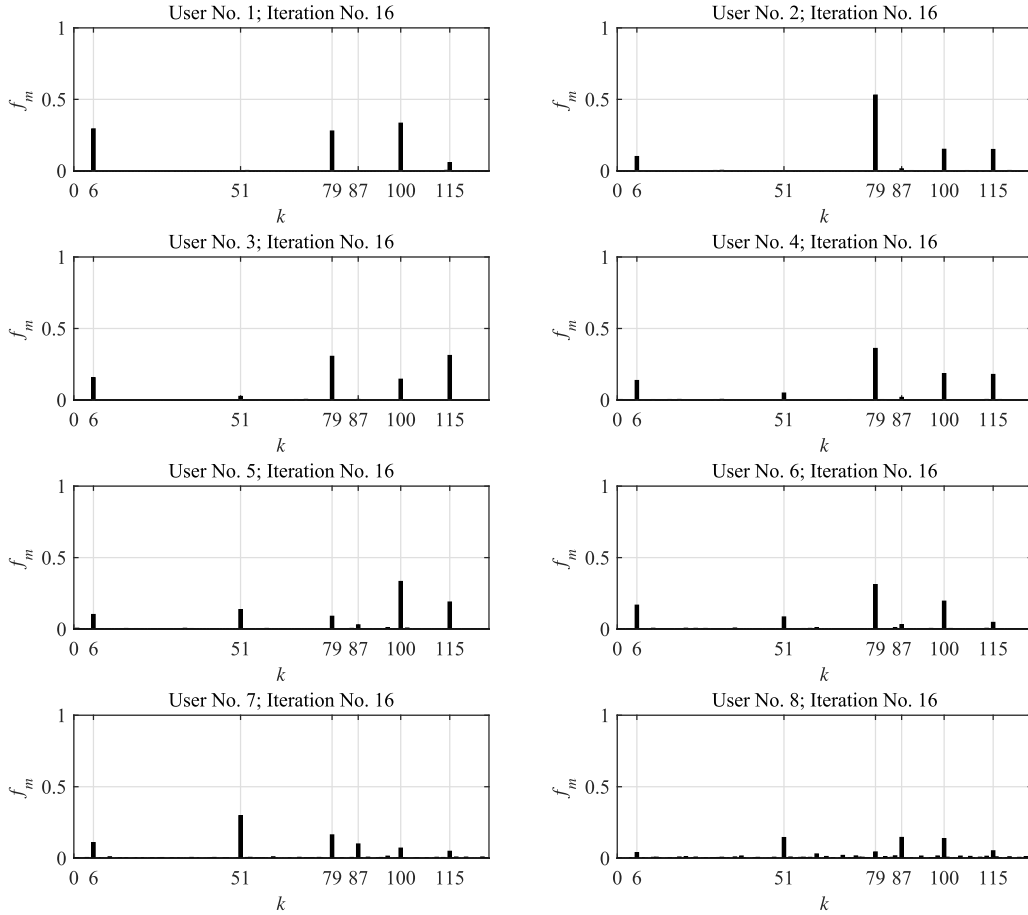 User No. 1; Iteration No. 16
1
0.5
0
f_m
0 6 51 79 87 100 115
k
User No. 2; Iteration No. 16
1
0.5
0
f_m
0 6 51 79 87 100 115
k
User No. 3; Iteration No. 16
1
0.5
0
f_m
0 6 51 79 87 100 115
k
User No. 4; Iteration No. 16
1
0.5
0
f_m
0 6 51 79 87 100 115
k
User No. 5; Iteration No. 16
1
0.5
0
f_m
0 6 51 79 87 100 115
k
User No. 6; Iteration No. 16
1
0.5
0
f_m
0 6 51 79 87 100 115
k
User No. 7; Iteration No. 16
1
0.5
0
f_m
0 6 51 79 87 100 115
k
User No. 8; Iteration No. 16
1
0.5
0
f_m
0 6 51 79 87 100 115
k